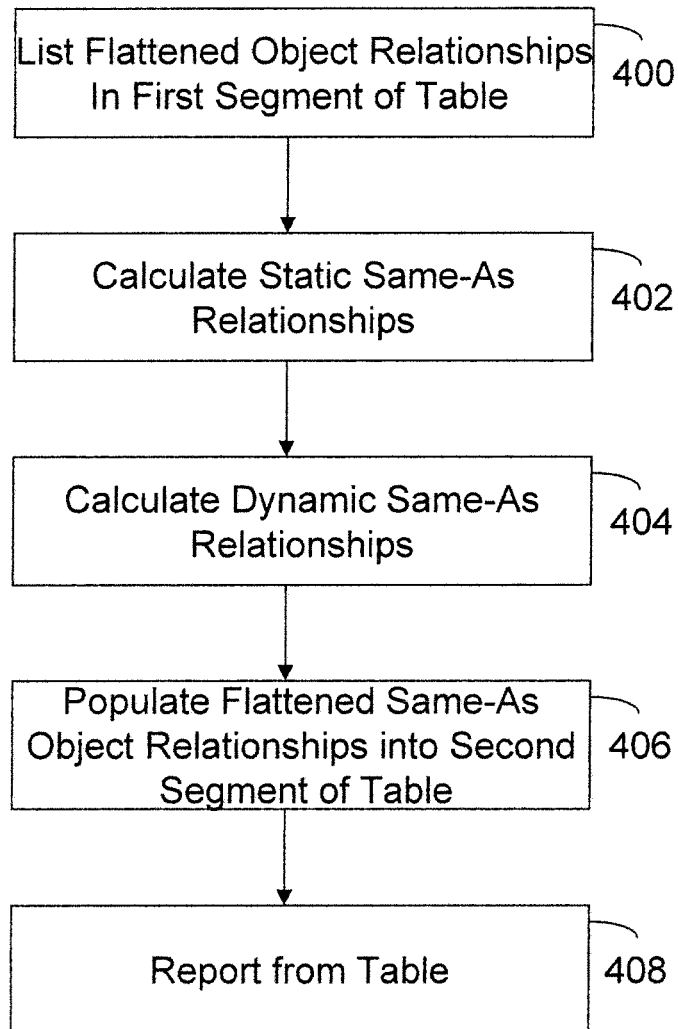 List Flattened Object Relationships
In First Segment of Table
400
Calculate Static Same-As
Relationships
402
Calculate Dynamic Same-As
Relationships
404
Populate Flattened Same-As
Object Relationships into Second
Segment of Table
406
Report from Table
408